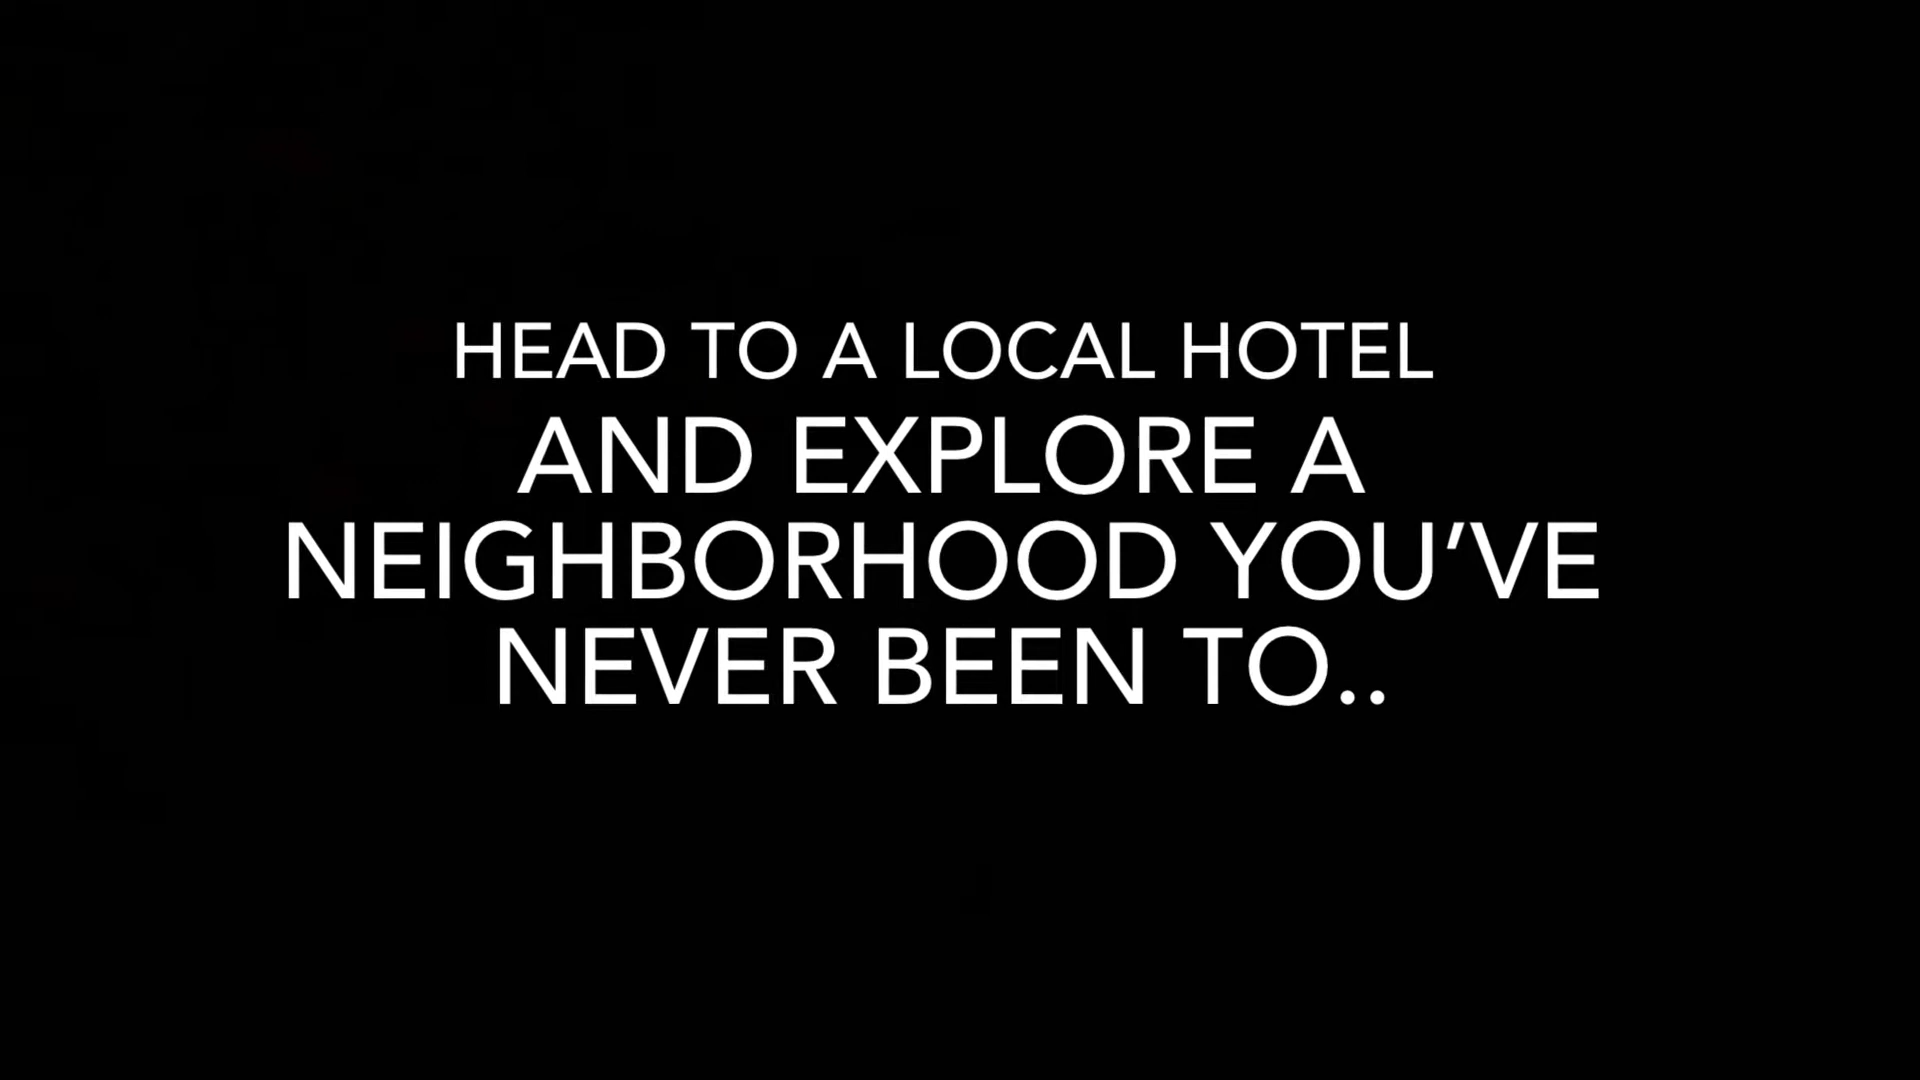 HEAD TO A LOCAL HOTEL
AND EXPLORE A
NEIGHBORHOOD YOU’VE
NEVER BEEN TO..